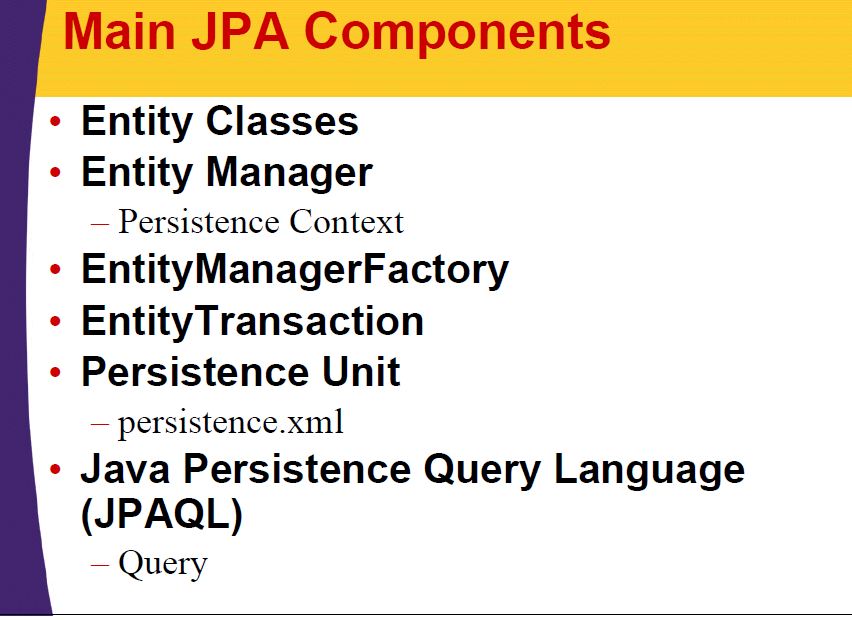 Main JPA Components
• Entity Classes
• Entity Manager
– Persistence Context
• EntityManagerFactory
• EntityTransaction
• Persistence Unit
– persistence.xml
• Java Persistence Query Language
(JPAQL)
– Query